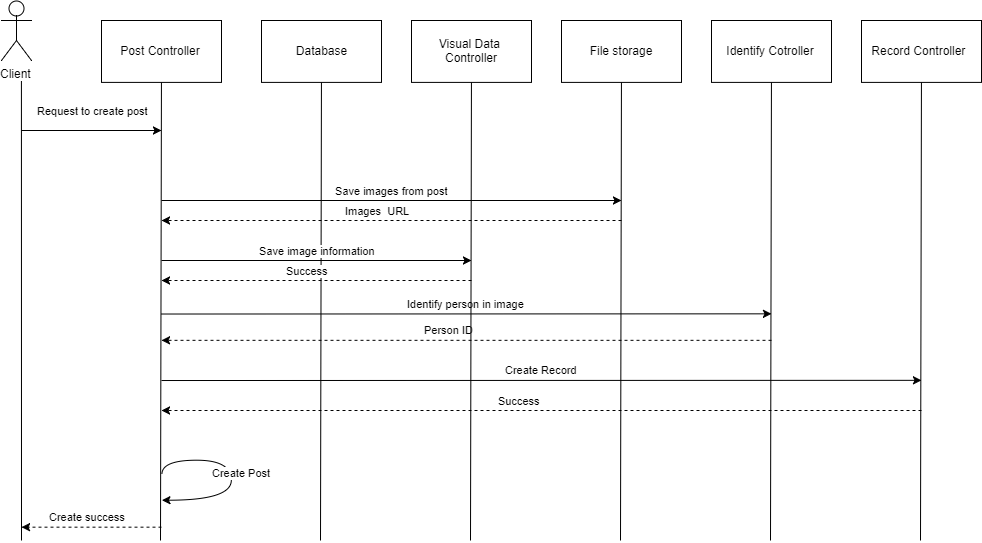 Client
Post Controller
Database
Visual Data
Controller
File storage
Identify Cotroller
Record Controller
Request to create post
Save images from post
Images URL
Save image information
Success
Identify person in image
Person ID
Create Record
Success
Create Post
Create success